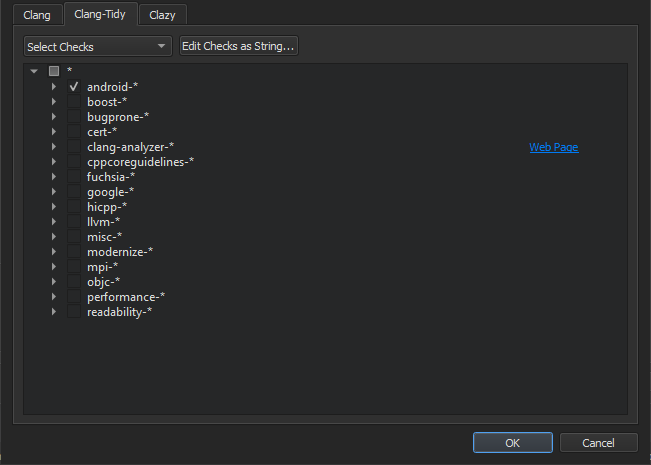 Clang Clang-Tidy Clazy
Select Checks Edit Checks as String...
*
android-*
boost-*
bugprone-*
cert-*
clang-analyzer-* Web Page
cppcoreguidelines-*
fuchsia-*
google-*
hicpp-*
llvm-*
misc-*
modernize-*
mpi-*
objc-*
performance-*
readability-*
OK Cancel